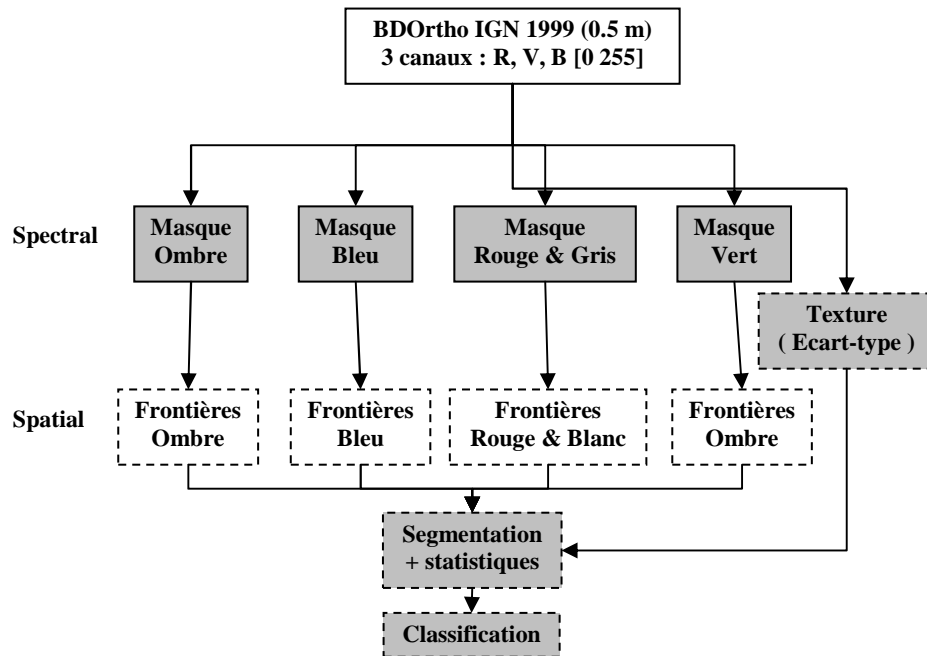 BDOrtho IGN 1999 (0.5 m)
3 canaux : R, V, B [0 255]
Spectral
Masque
Ombre
Masque
Bleu
Masque
Rouge & Gris
Masque
Vert
Texture
( Ecart-type )
Spatial
Frontières
Ombre
Frontières
Bleu
Frontières
Rouge & Blanc
Frontières
Ombre
Segmentation
+ statistiques
Classification